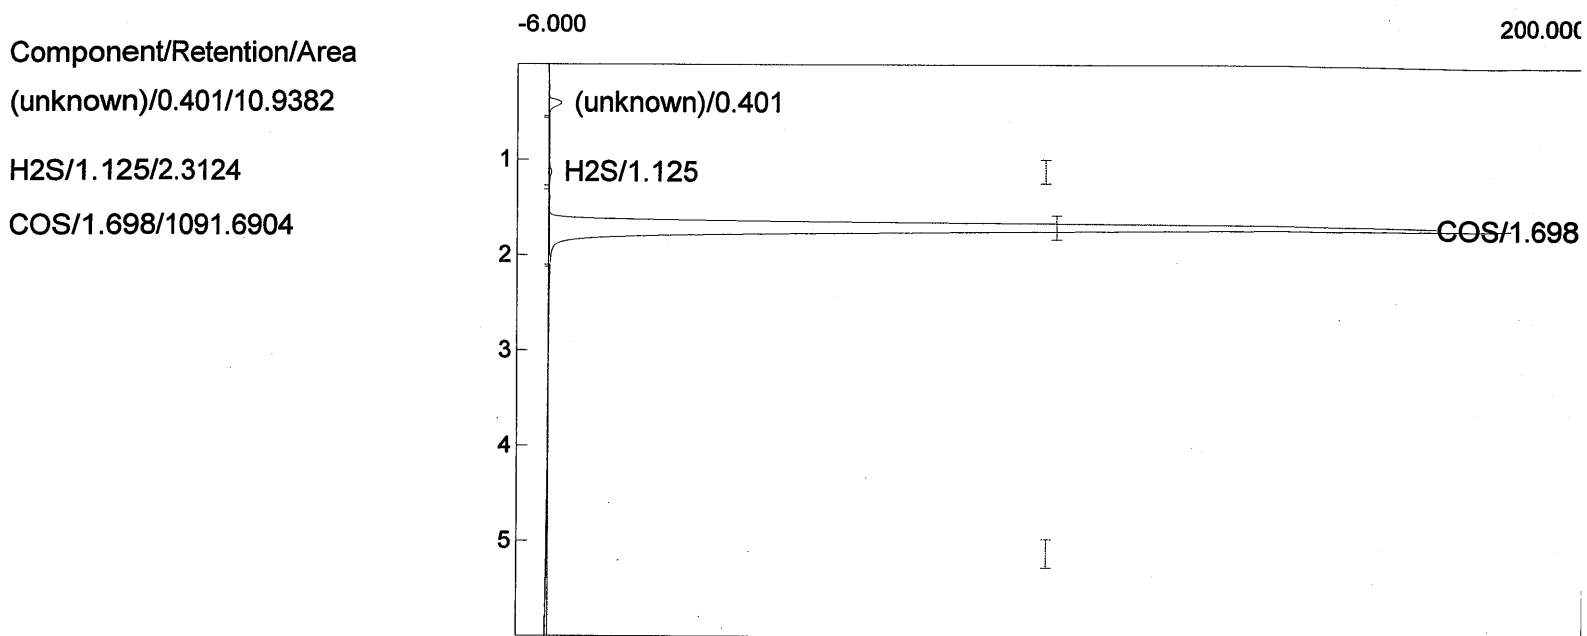 -6.000
200.000
Component/Retention/Area
(unknown)/0.401/10.9382
(unknown)/0.401
1
H2S/1.125/2.3124
H2S/1.125
COS/1.698/1091.6904
COS/1.698
2
3
4
5